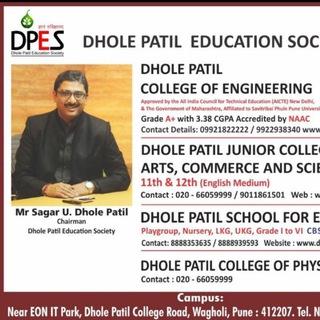 DPES
Dhole Patil Education Society
DHOLE PATIL EDUCATION SOC
DHOLE PATIL
COLLEGE OF ENGINEERING
Approved by the All India Council for Technical Education (AICTE) New Delhi,
& The Government of Maharashtra, Affiliated to Savitribai Phule Pune Universi
Grade A+ with 3.38 CGPA Accredited by NAAC
Contact Details: 09921822222 / 9922938340 www
DHOLE PATIL JUNIOR COLLEG
ARTS, COMMERCE AND SCIE
11th & 12th (English Medium)
Contact : 020 - 66059999 / 9011861501 Web : w
Mr Sagar U. Dhole Patil
Chairman
Dhole Patil Education Society
DHOLE PATIL SCHOOL FOR E
Playgroup, Nursery, LKG, UKG, Grade I to VI CBS
Contact: 8888353635 / 8888939593 Website : www.d
DHOLE PATIL COLLEGE OF PHYS
Contact : 020 - 66059999
Campus:
Near EON IT Park, Dhole Patil College Road, Wagholi, Pune : 412207. Tel. N